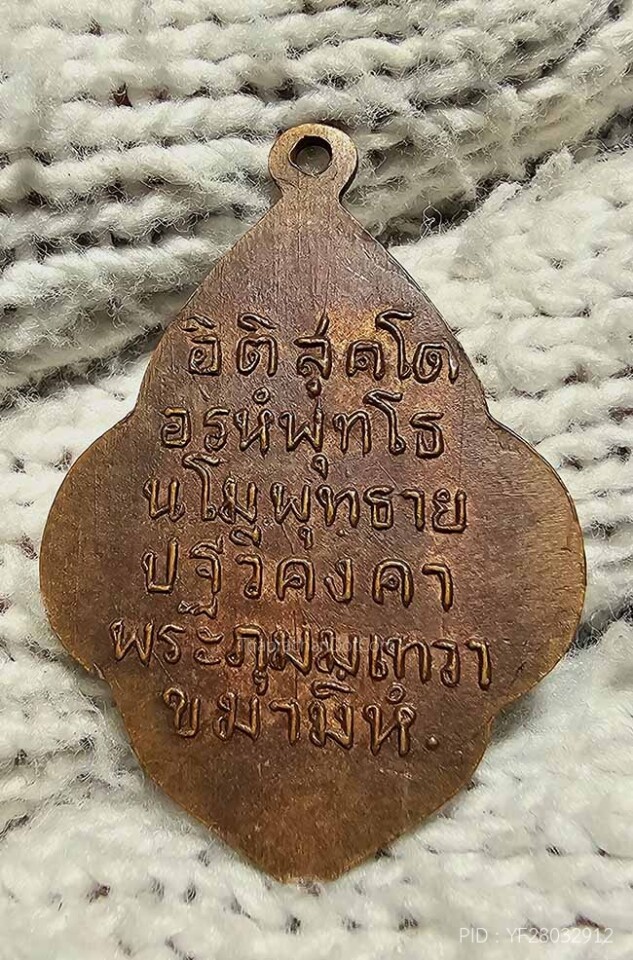 อิติสุคโต
อรหํพุทโธ
นโมพุทธาย
ปฐวีคงคา
พระภุมมเทวา
ขมามิหํ.
PID : YF28032912